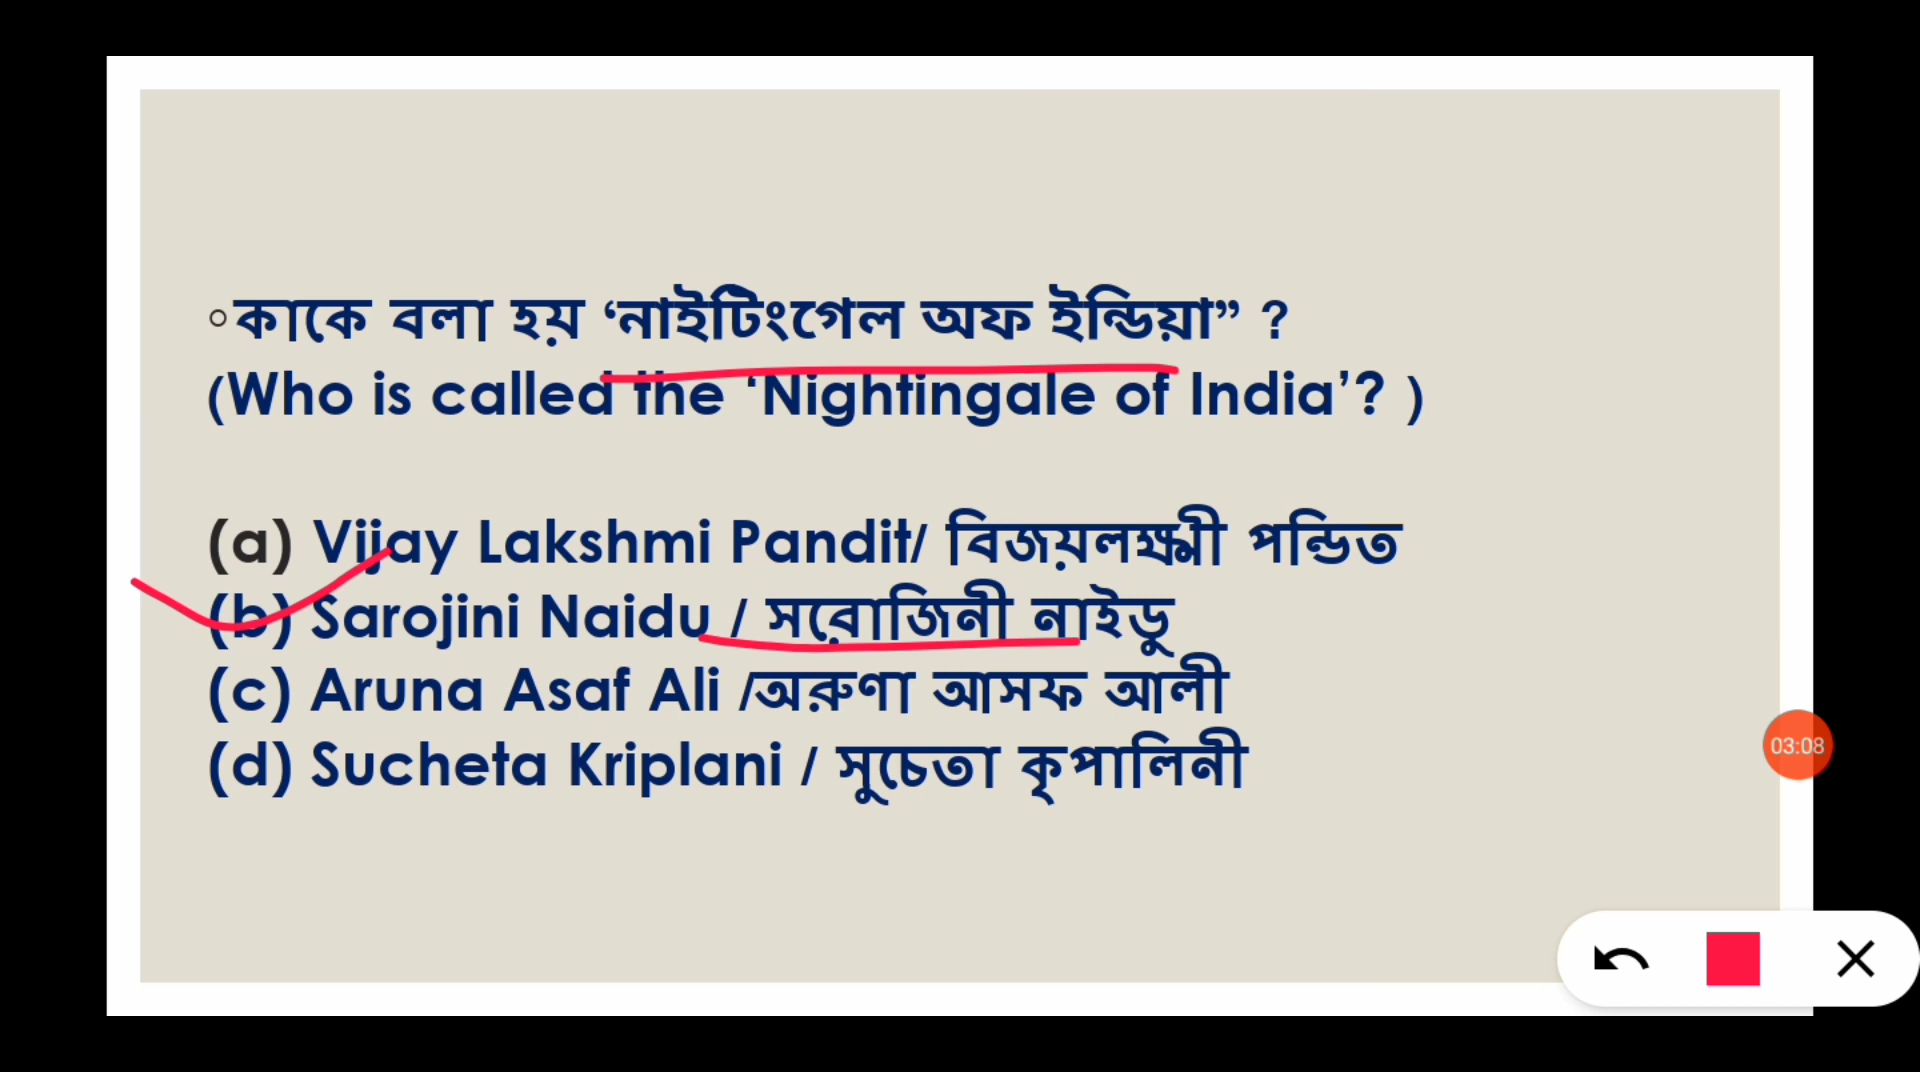 ◦কাকে বলা হয় ‘নাইটিংগেল অফ ইন্ডিয়া” ?
(Who is called the ‘Nightingale of India’? )
(a) Vijay Lakshmi Pandit/ বিজয়লক্ষ্মী পন্ডিত
(b) Sarojini Naidu / সরোজিনী নাইডু
(c) Aruna Asaf Ali /অরুণা আসফ আলী
(d) Sucheta Kriplani / সুচেতা কৃপালিনী
03:08